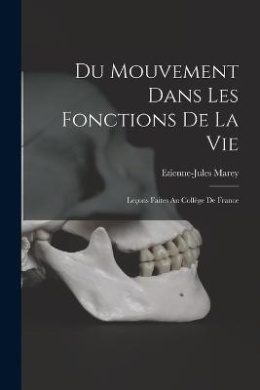 Du Mouvement
Dans Les
Fonctions De La
Vie
Etienne-Jules Marey
Leçons Faites Au Collège De France